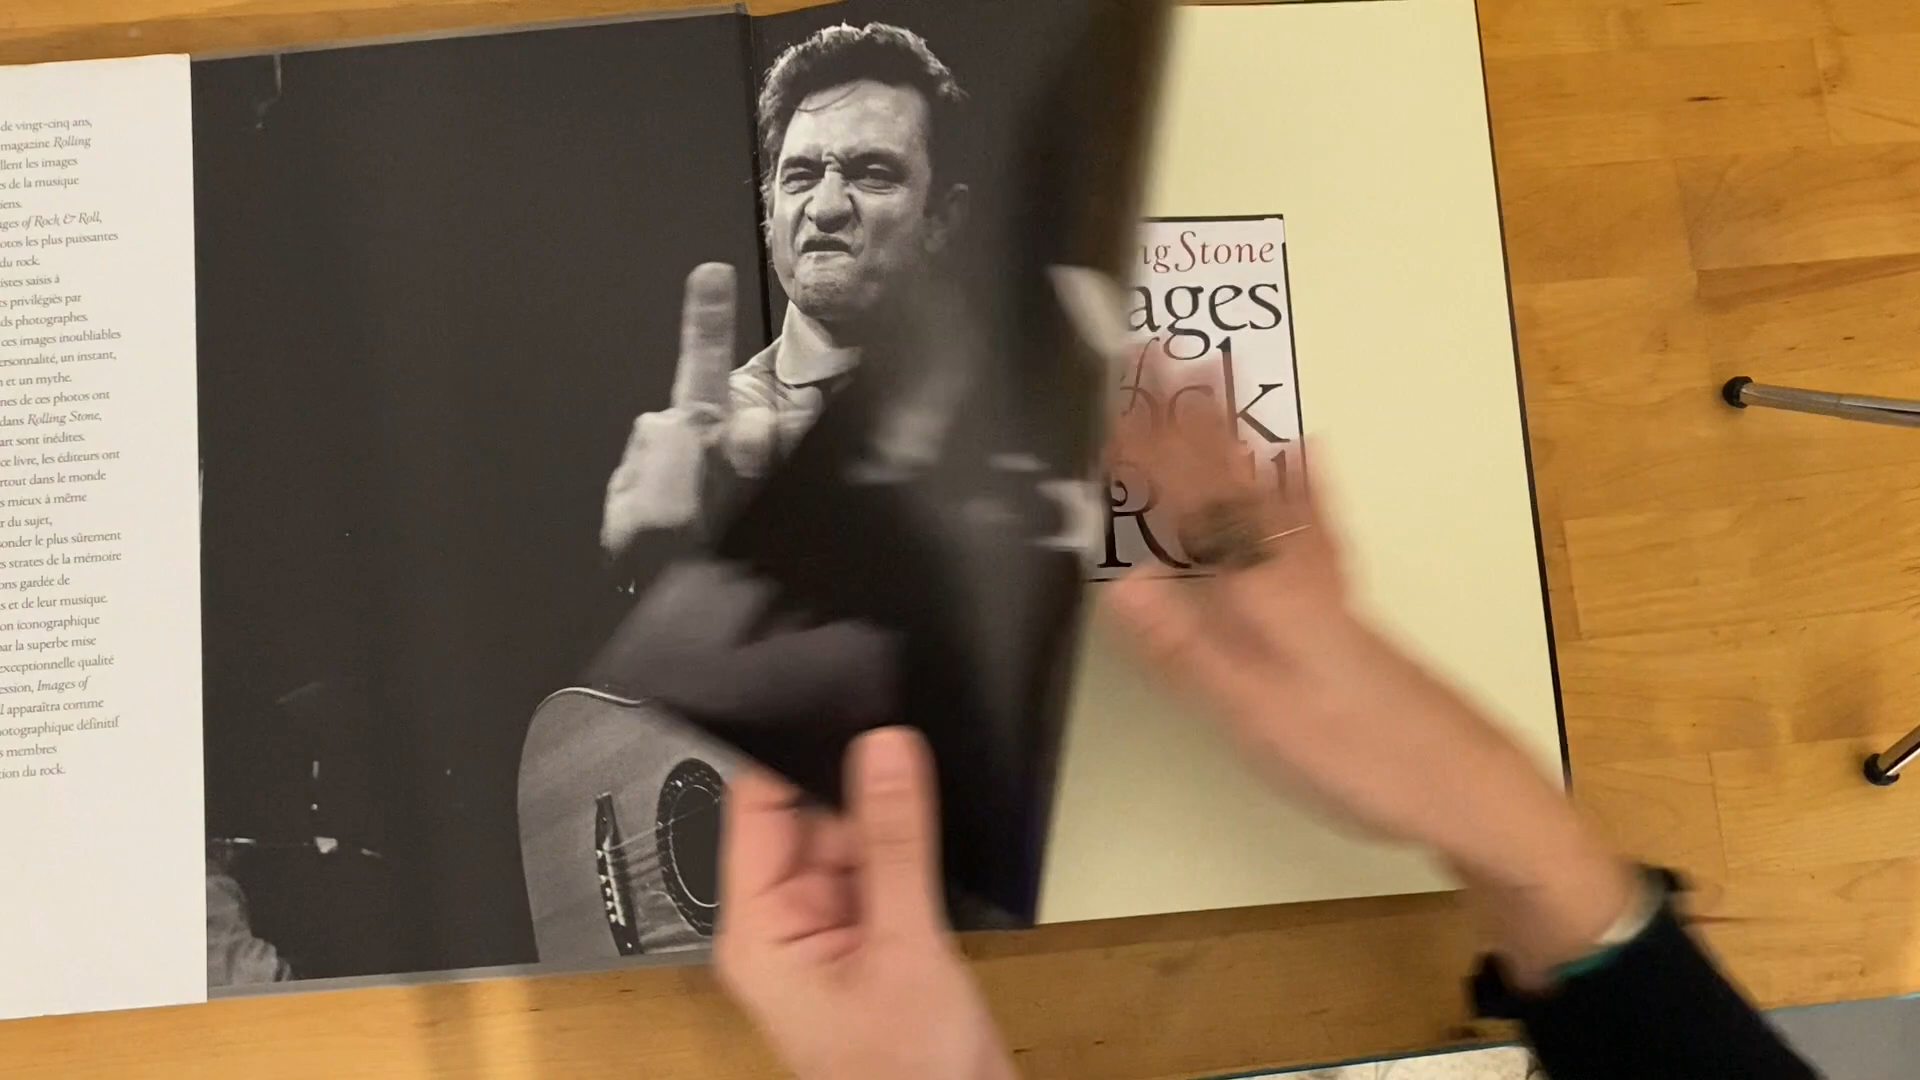 de vingt-cinq ans,
magazine Rolling
llent les images
s de la musique
iens.
ges of Rock & Roll,
otos les plus puissantes
du rock.
istes saisis à
ts privilégiés par
ds photographes.
ces images inoubliables
ersonnalité, un instant,
n et un mythe.
nes de ces photos ont
dans Rolling Stone,
art sont inédites.
ce livre, les éditeurs ont
rtout dans le monde
s mieux à même
r du sujet,
onder le plus sûrement
s strates de la mémoire
ons gardée de
s et de leur musique.
on iconographique
par la superbe mise
exceptionnelle qualité
ession, Images of
l apparaîtra comme
otographique définitif
s membres
tion du rock.
ng Stone
ages
ock
R ll